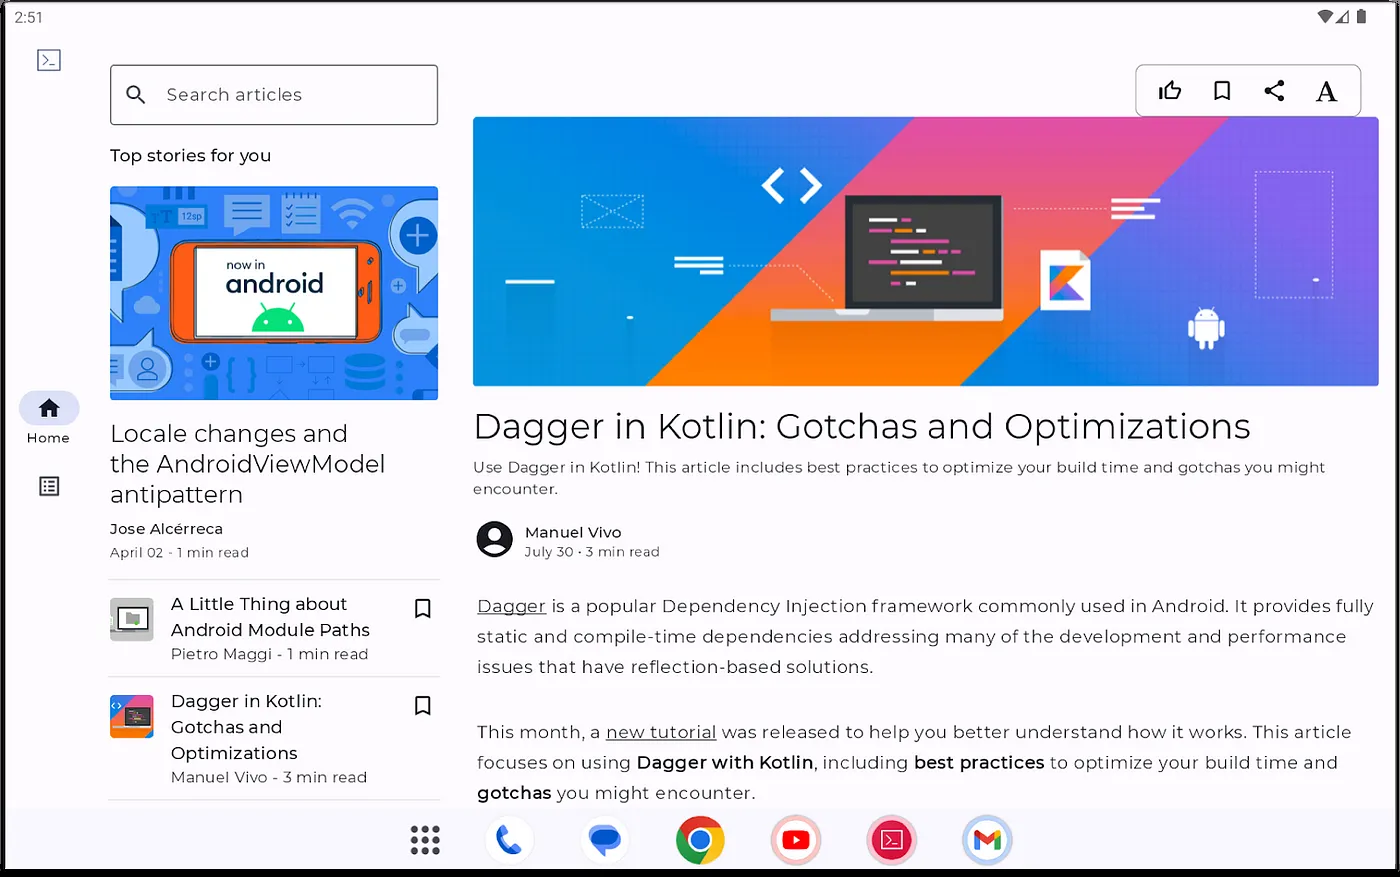 2:51
Search articles
Top stories for you
rT 12sp
now in
android
Locale changes and
the AndroidViewModel
antipattern
Jose Alcérreca
April 02 - 1 min read
A Little Thing about
Android Module Paths
Pietro Maggi - 1 min read
Dagger in Kotlin:
Gotchas and
Optimizations
Manuel Vivo - 3 min read
Home
A
Dagger in Kotlin: Gotchas and Optimizations
Use Dagger in Kotlin! This article includes best practices to optimize your build time and gotchas you might
encounter.
Manuel Vivo
July 30 • 3 min read
Dagger is a popular Dependency Injection framework commonly used in Android. It provides fully
static and compile-time dependencies addressing many of the development and performance
issues that have reflection-based solutions.
This month, a new tutorial was released to help you better understand how it works. This article
focuses on using Dagger with Kotlin, including best practices to optimize your build time and
gotchas you might encounter.